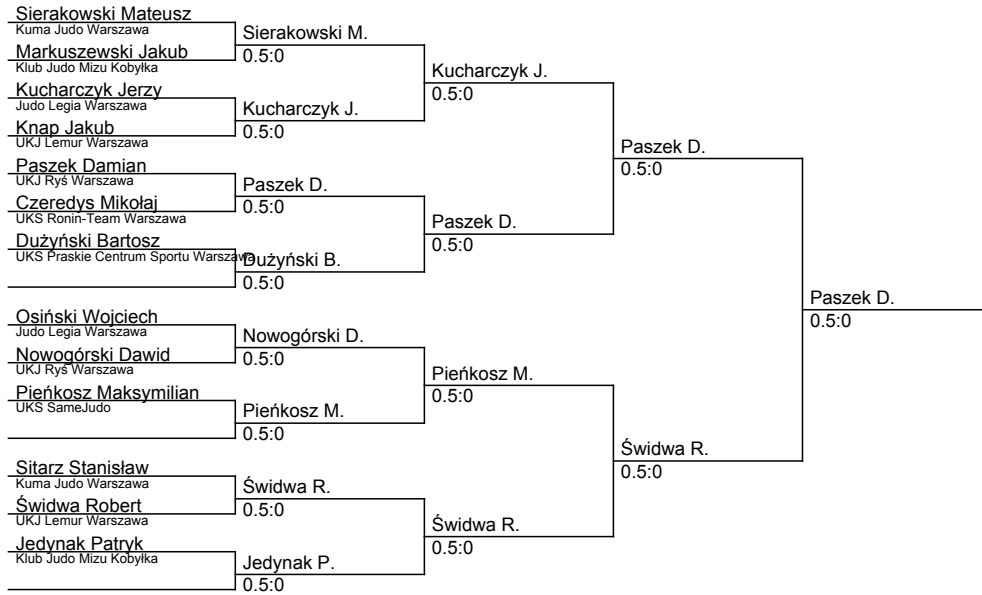 Sierakowski Mateusz
Kuma Judo Warszawa
Markuszewski Jakub
Klub Judo Mizu Kobyłka
Kucharczyk Jerzy
Judo Legia Warszawa
Knap Jakub
UKJ Lemur Warszawa
Paszek Damian
UKJ Ryś Warszawa
Czeredys Mikołaj
UKS Ronin-Team Warszawa
Dużyński Bartosz
UKS Praskie Centrum Sportu Warszawa
Osiński Wojciech
Judo Legia Warszawa
Nowogórski Dawid
UKJ Ryś Warszawa
Pieńkosz Maksymilian
UKS SameJudo
Sitarz Stanisław
Kuma Judo Warszawa
Świdwa Robert
UKJ Lemur Warszawa
Jedynak Patryk
Klub Judo Mizu Kobyłka
Sierakowski M.
0.5:0
Kucharczyk J.
0.5:0
Paszek D.
0.5:0
Dużyński B.
0.5:0
Nowogórski D.
0.5:0
Pieńkosz M.
0.5:0
Świdwa R.
0.5:0
Jedynak P.
0.5:0
Kucharczyk J.
0.5:0
Paszek D.
0.5:0
Pieńkosz M.
0.5:0
Świdwa R.
0.5:0
Paszek D.
0.5:0
Świdwa R.
0.5:0
Paszek D.
0.5:0